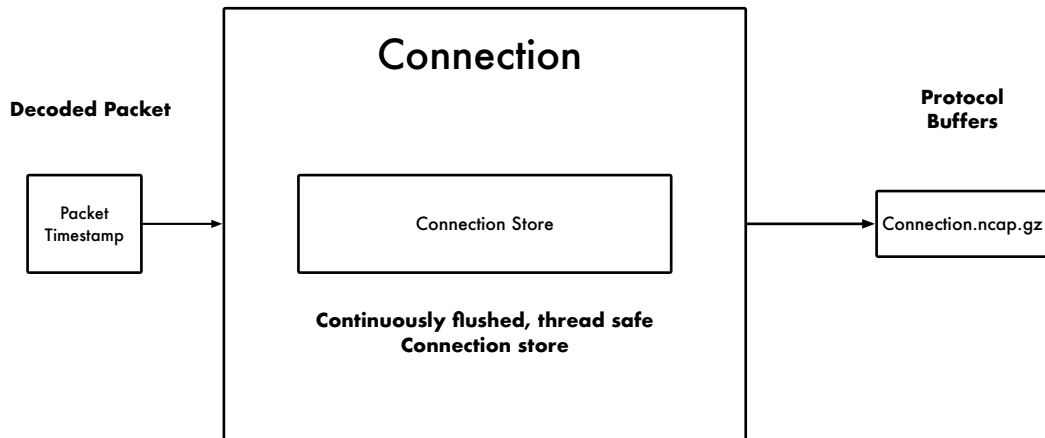 Connection
Decoded Packet
Protocol
Buffers
Packet
Timestamp
Connection Store
Connection.ncap.gz
Continuously flushed, thread safe
Connection store